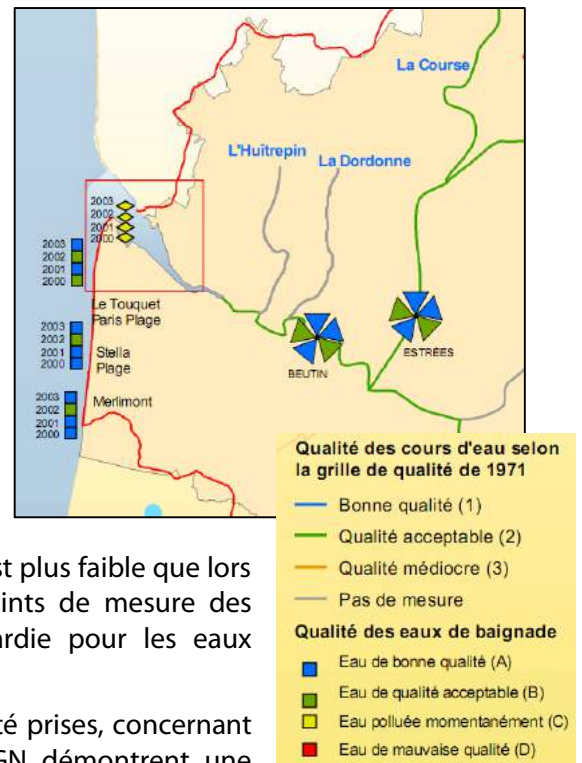 La Course
L'Huîtrepin
La Dordonne
2003
2002
2001
2000
2003
2002
2001
2000
Le Touquet
Paris Plage
2003
2002
2001
2000
Stella
Plage
ESTRÉES
BEUTIN
2003
2002
2001
2000
Merlimont
Qualité des cours d'eau selon
la grille de qualité de 1971
Bonne qualité (1)
Qualité acceptable (2)
Qualité médiocre (3)
Pas de mesure
Qualité des eaux de baignade
Eau de bonne qualité (A)
Eau de qualité acceptable (B)
Eau polluée momentanément (C)
Eau de mauvaise qualité (D)
st plus faible que lors
ints de mesure des
ardie pour les eaux
té prises, concernant
GN démontrent une